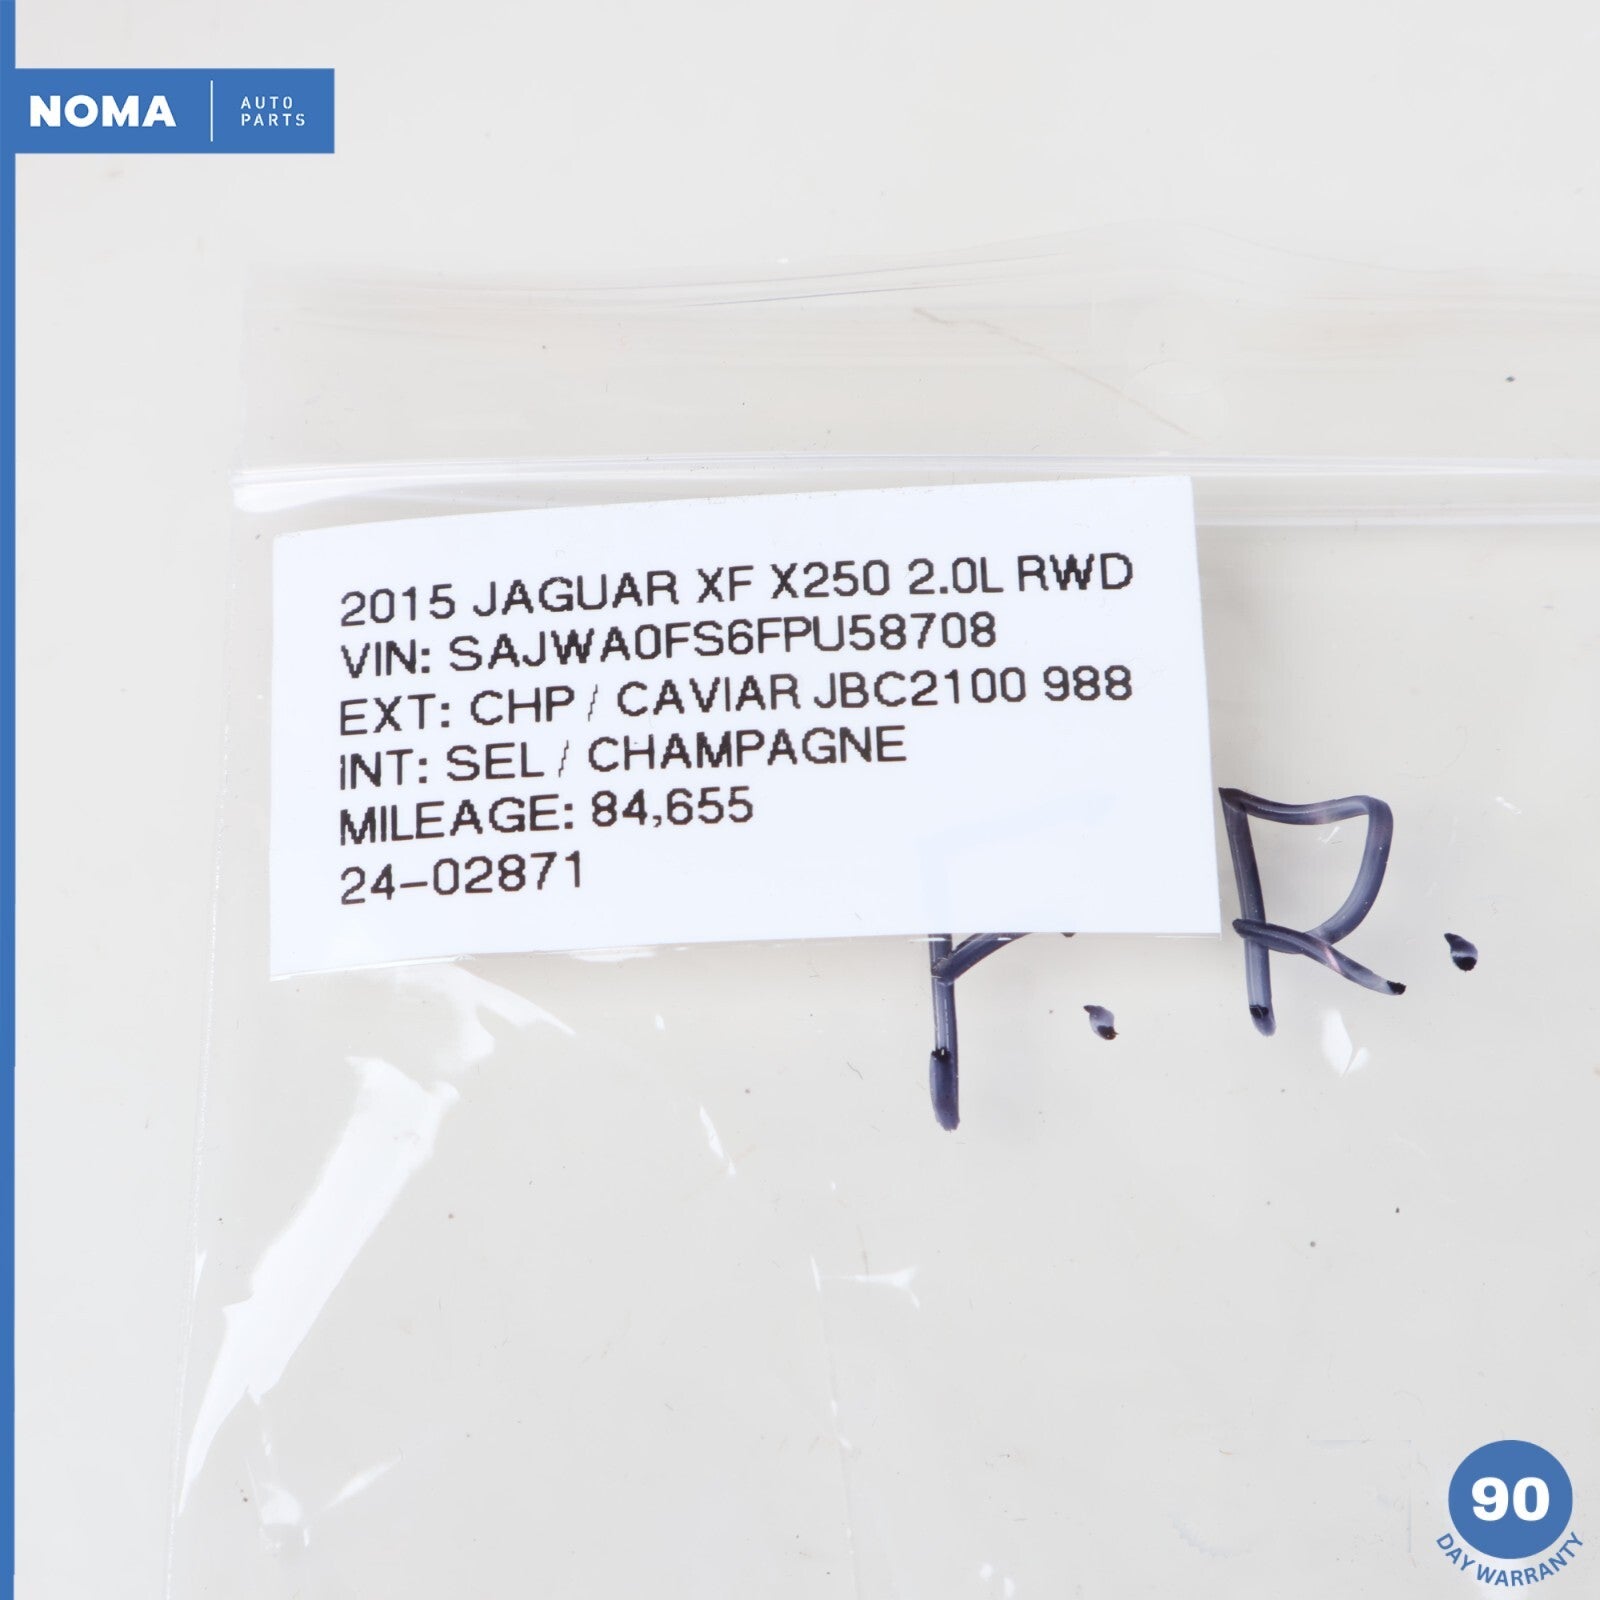 NOMA
AUTO
PARTS
2015 JAGUAR XF X250 2.0L RWD
VIN: SAJWA0FS6FPU58708
EXT: CHP / CAVIAR JBC2100 988
INT: SEL / CHAMPAGNE
MILEAGE: 84,655
24-02871
F.R.
90
DAY WARRANTY